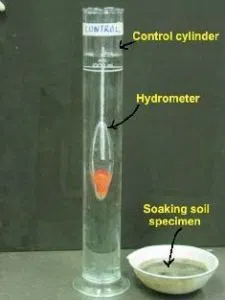 CONTROL
Control cylinder
Hydrometer
Soaking soil
specimen